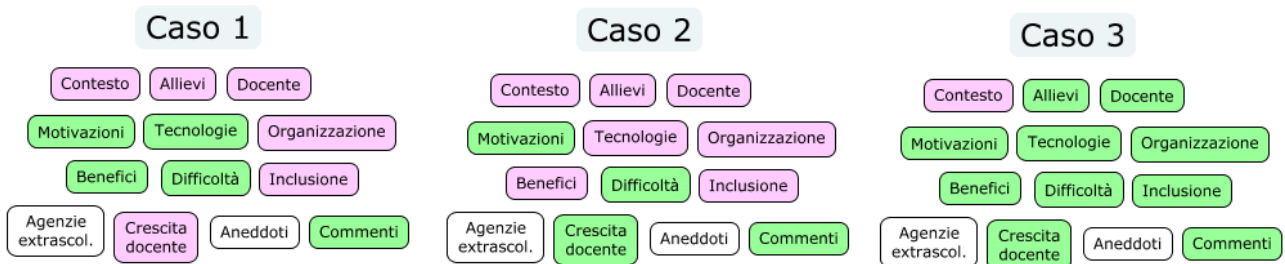 Caso 1
Contesto Allievi Docente
Motivazioni Tecnologie Organizzazione
Benefici Difficoltà Inclusione
Agenzie
extrascol.
Crescita
docente
Aneddoti
Commenti
Caso 2
Contesto Allievi Docente
Motivazioni Tecnologie Organizzazione
Benefici Difficoltà Inclusione
Agenzie
extrascol.
Crescita
docente
Aneddoti
Commenti
Caso 3
Contesto Allievi Docente
Motivazioni Tecnologie Organizzazione
Benefici Difficoltà Inclusione
Agenzie
extrascol.
Crescita
docente
Aneddoti
Commenti